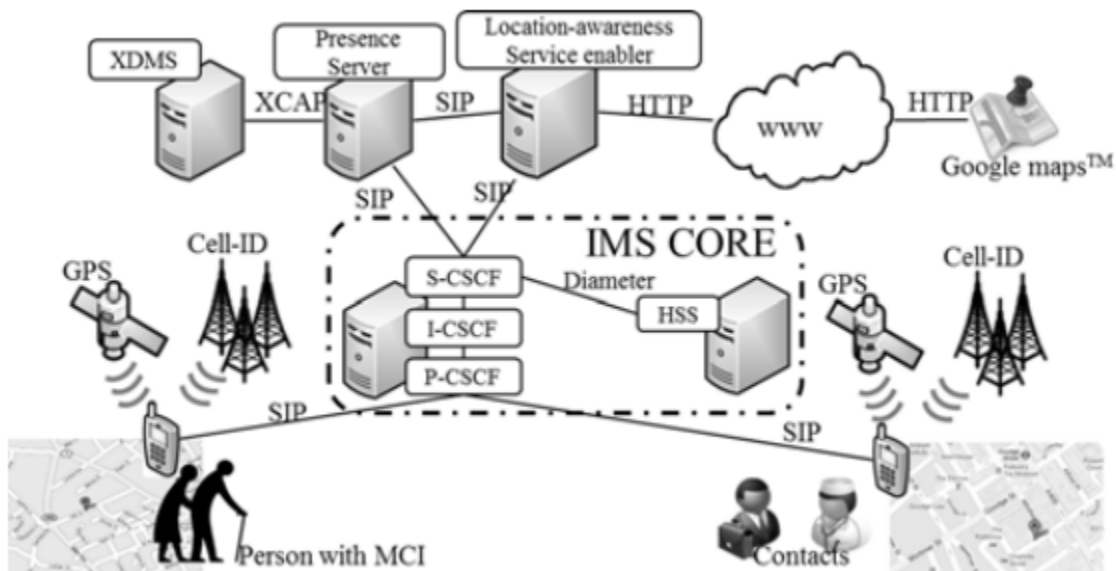 XDMS
Presence
Server
Location-awareness
Service enabler
XCAP
SIP
HTTP
www
HTTP
Google maps™
SIP
SIP
IMS CORE
Cell-ID
GPS
S-CSCF
Diameter
HSS
I-CSCF
P-CSCF
GPS
Cell-ID
SIP
SIP
Person with MCI
Contacts